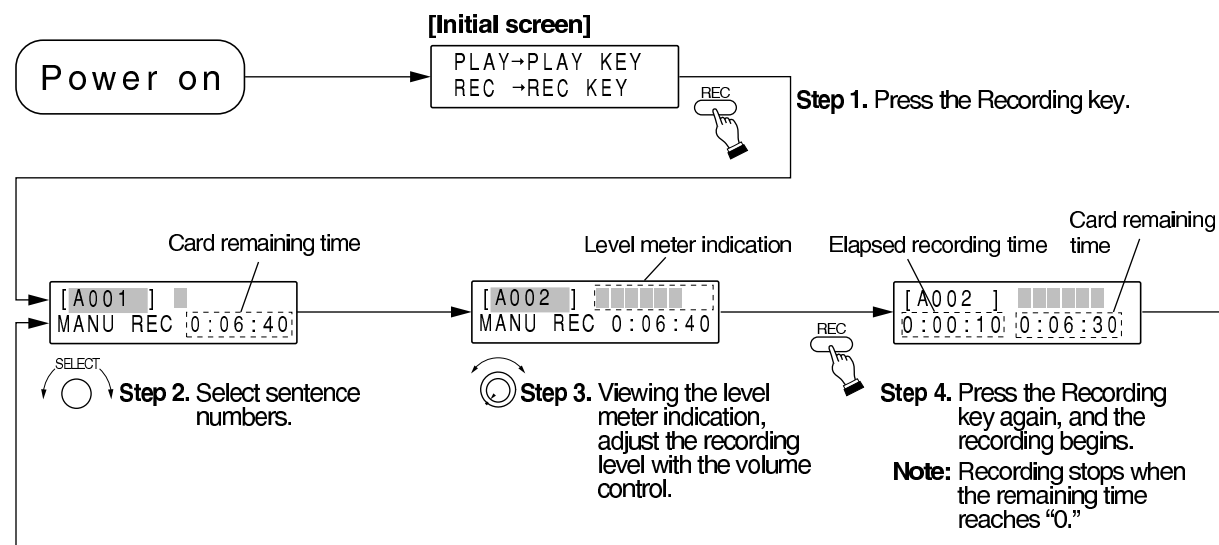 [Initial screen]
Power on
PLAY→PLAY KEY
REC →REC KEY
REC
Step 1. Press the Recording key.
Card remaining time
[A001 ]
MANU REC 0:06:40
SELECT
Step 2. Select sentence
numbers.
Level meter indication
[A002 ]
MANU REC 0:06:40
Step 3. Viewing the level
meter indication,
adjust the recording
level with the volume
control.
REC
Elapsed recording time
Card remaining
time
[A002 ]
0:00:10 0:06:30
Step 4. Press the Recording
key again, and the
recording begins.
Note: Recording stops when
the remaining time
reaches “0.”